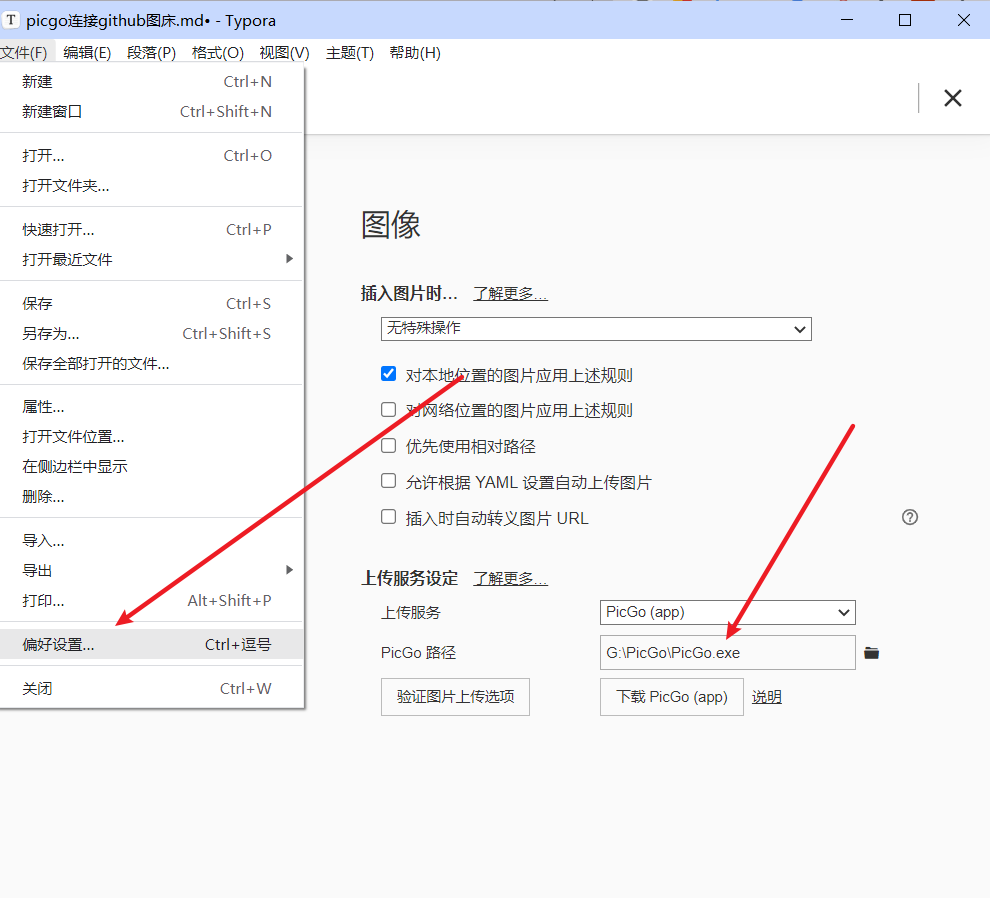 T picgo连接github图床.md• - Typora
文件(F) 编辑(E) 段落(P) 格式(O) 视图(V) 主题(T) 帮助(H)
新建 Ctrl+N
新建窗口 Ctrl+Shift+N
打开... Ctrl+O
打开文件夹...
快速打开... Ctrl+P
打开最近文件
保存 Ctrl+S
另存为... Ctrl+Shift+S
保存全部打开的文件...
属性...
打开文件位置...
在侧边栏中显示
删除...
导入...
导出
打印... Alt+Shift+P
偏好设置... Ctrl+逗号
关闭 Ctrl+W
图像
插入图片时... 了解更多...
无特殊操作
对本地位置的图片应用上述规则
对网络位置的图片应用上述规则
优先使用相对路径
允许根据 YAML 设置自动上传图片
插入时自动转义图片 URL
上传服务设定 了解更多...
上传服务 PicGo (app)
PicGo 路径 G:\PicGo\PicGo.exe
验证图片上传选项 下载 PicGo (app) 说明